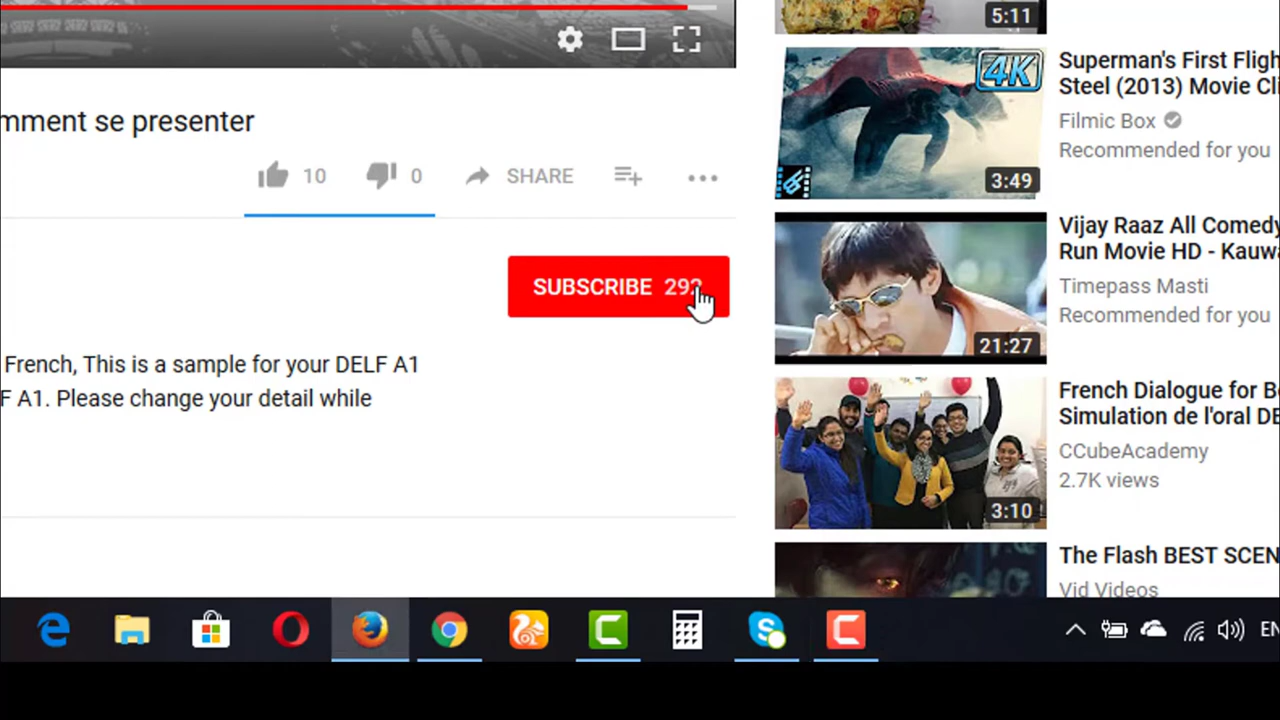 mment se presenter
10
0
SHARE
SUBSCRIBE
French, This is a sample for your DELF A1
F A1. Please change your detail while
5:11
4K
3:49
Superman's First Fligh
Steel (2013) Movie Cli
Filmic Box
Recommended for you
21:27
Vijay Raaz All Comedy
Run Movie HD - Kauwa
Timepass Masti
Recommended for you
3:10
French Dialogue for Be
Simulation de l'oral DE
CCubeAcademy
2.7K views
The Flash BEST SCEN
Vid Videos
EN